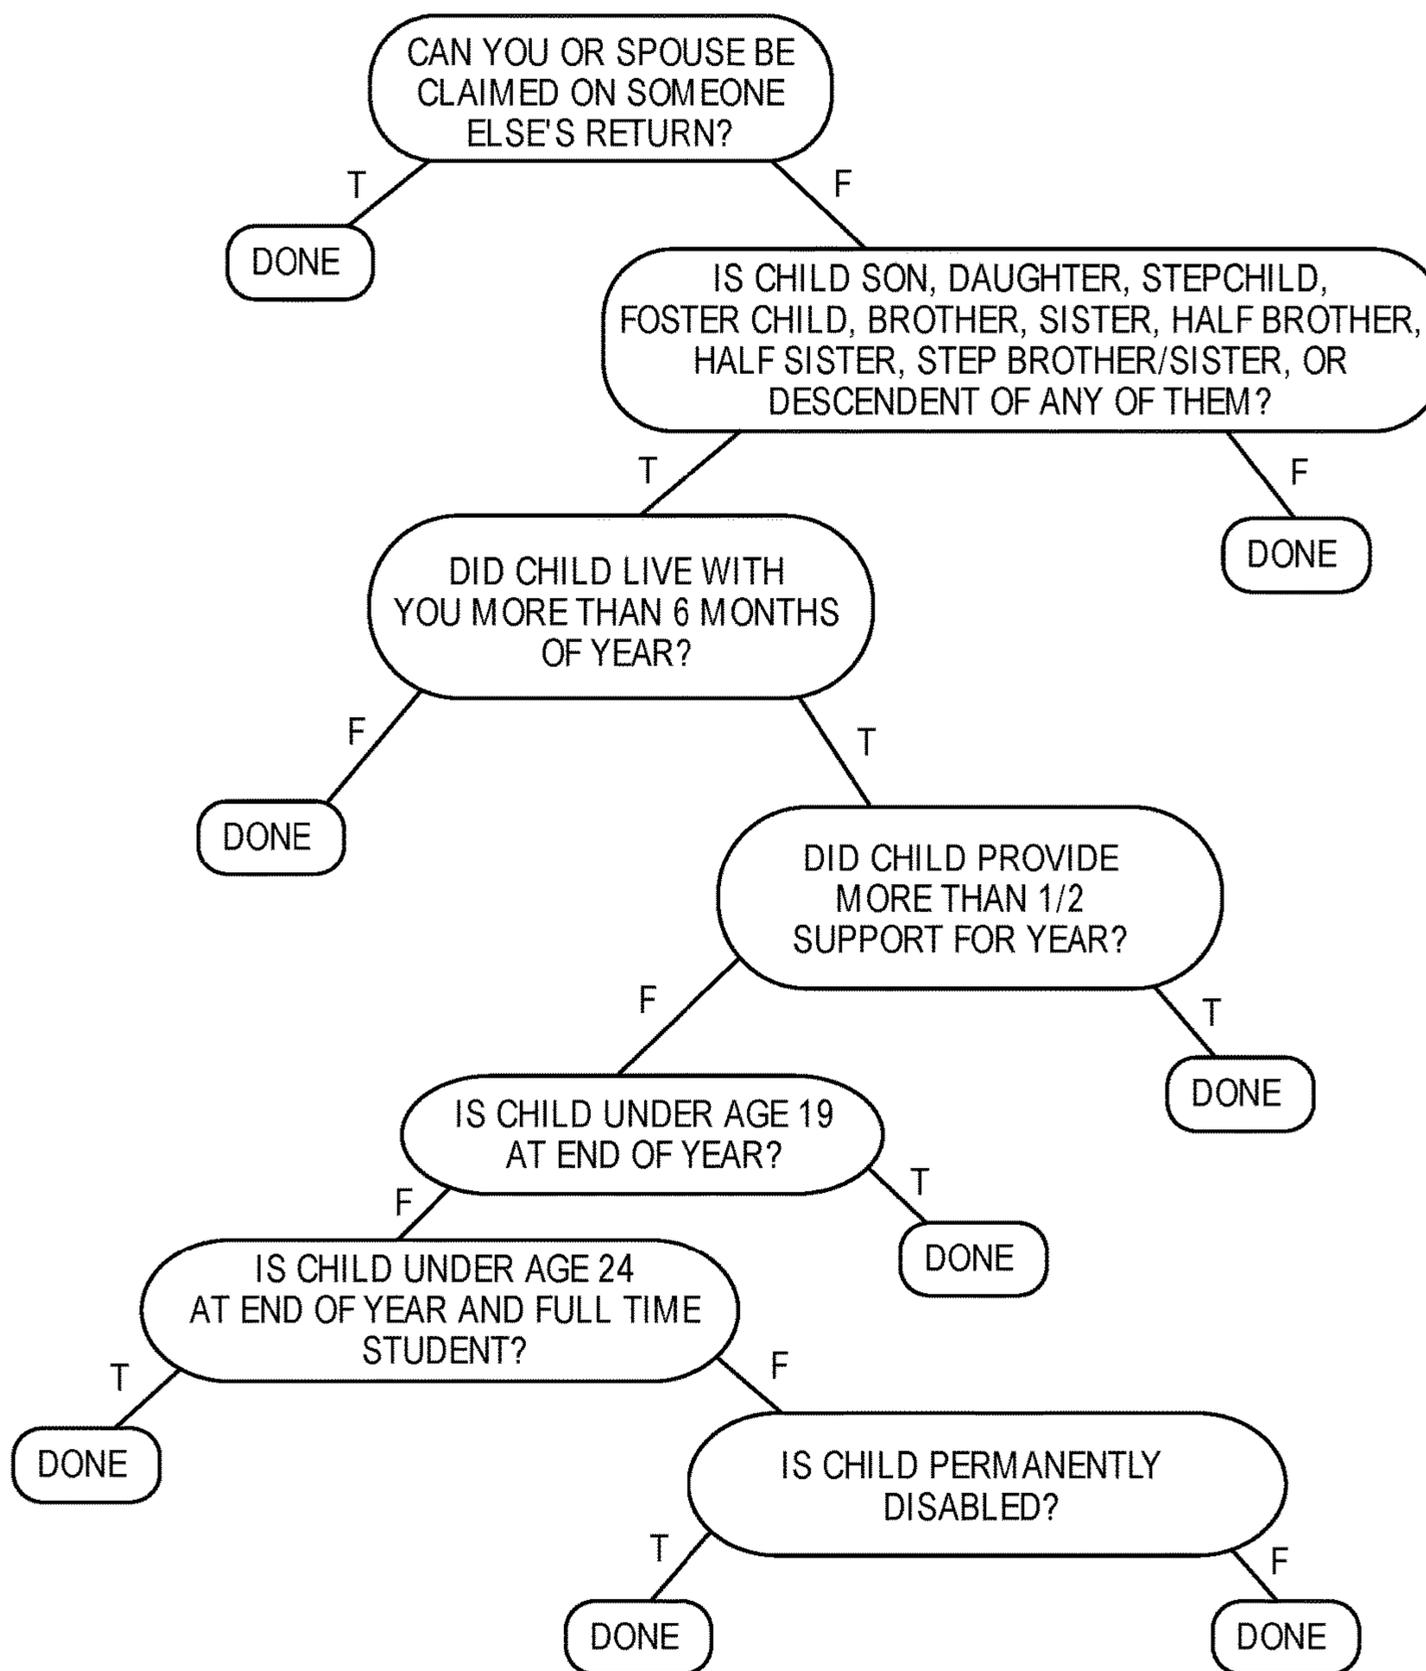 CAN YOU OR SPOUSE BE
CLAIMED ON SOMEONE
ELSE'S RETURN?
T
F
DONE
IS CHILD SON, DAUGHTER, STEPCHILD,
FOSTER CHILD, BROTHER, SISTER, HALF BROTHER,
HALF SISTER, STEP BROTHER/SISTER, OR
DESCENDENT OF ANY OF THEM?
T
F
DONE
DID CHILD LIVE WITH
YOU MORE THAN 6 MONTHS
OF YEAR?
F
T
DONE
DID CHILD PROVIDE
MORE THAN 1/2
SUPPORT FOR YEAR?
F
T
DONE
IS CHILD UNDER AGE 19
AT END OF YEAR?
F
T
DONE
IS CHILD UNDER AGE 24
AT END OF YEAR AND FULL TIME
STUDENT?
T
F
DONE
IS CHILD PERMANENTLY
DISABLED?
T
F
DONE
DONE